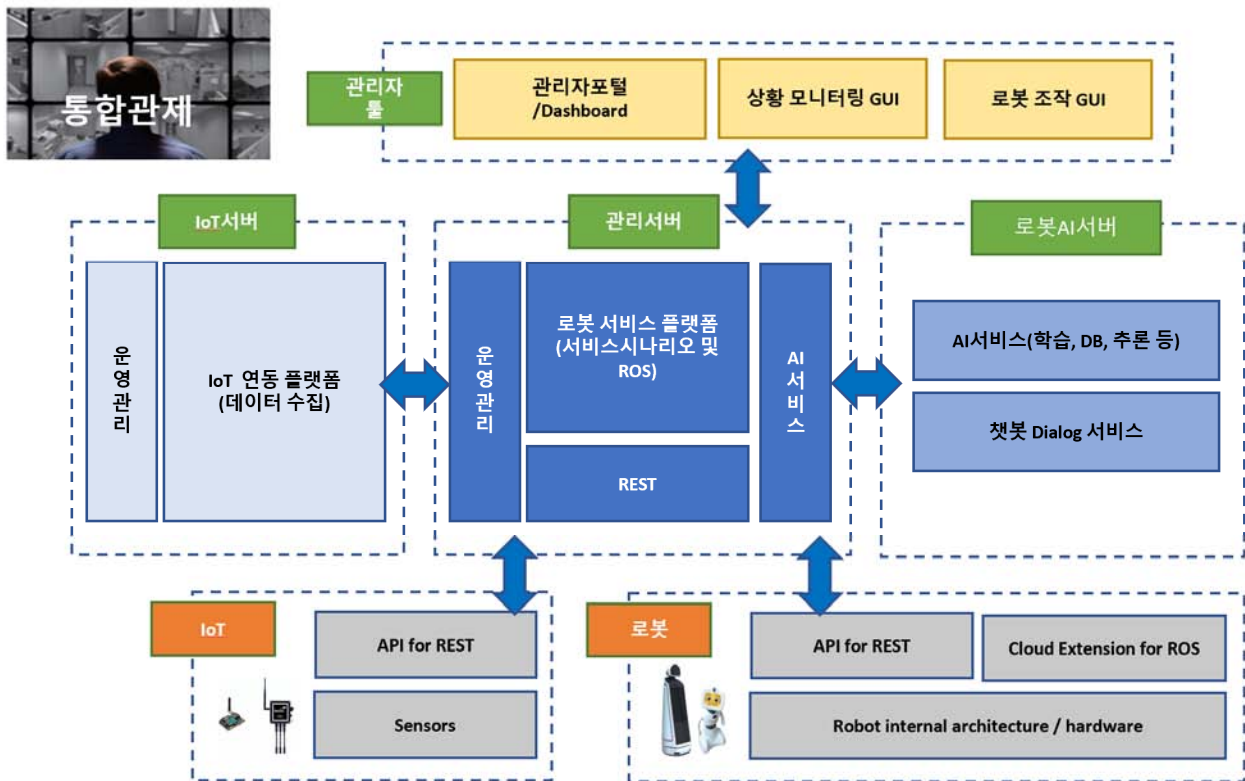 통합관제
관리자
툴
관리자포털
/Dashboard
상황 모니터링 GUI
로봇 조작 GUI
IoT서버
관리서버
로봇AI서버
운영관리
IoT 연동 플랫폼
(데이터 수집)
운영관리
로봇 서비스 플랫폼
(서비스시나리오 및
ROS)
REST
AI서비스
AI서비스(학습, DB, 추론 등)
챗봇 Dialog 서비스
IoT
API for REST
Sensors
로봇
API for REST
Cloud Extension for ROS
Robot internal architecture / hardware